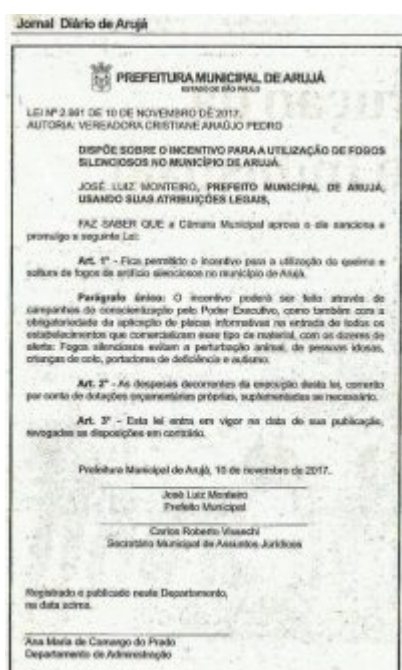 Jornal Diário de Arujá
PREFEITURA MUNICIPAL DE ARUJÁ
ESTADO DE SÃO PAULO
LEI Nº 2.981 DE 10 DE NOVEMBRO DE 2017.
AUTORIA: VEREADORA CRISTIANE ARAÚJO PEDRO
DISPÕE SOBRE O INCENTIVO PARA A UTILIZAÇÃO DE FOGOS
SILENCIOSOS NO MUNICÍPIO DE ARUJÁ.
JOSÉ LUIZ MONTEIRO, PREFEITO MUNICIPAL DE ARUJÁ,
USANDO SUAS ATRIBUIÇÕES LEGAIS,
FAZ SABER QUE a Câmara Municipal aprova e ele sanciona e
promulga a seguinte Lei:
Art. 1º - Fica permitido o incentivo para a utilização da queima e
soltura de fogos de artifício silenciosos no município de Arujá.
Parágrafo único: O incentivo poderá ser feito através de
campanhas de conscientização pelo Poder Executivo, como também com a
obrigatoriedade da aplicação de placas informativas na entrada de todos os
estabelecimentos que comercializam esse tipo de material, com os dizeres de
alerta: Fogos silenciosos evitam a perturbação animal, de pessoas idosas,
crianças de colo, portadores de deficiência e autismo.
Art. 2º - As despesas decorrentes da execução desta lei, correrão
por conta de dotações orçamentárias próprias, suplementadas se necessário.
Art. 3º - Esta lei entra em vigor na data de sua publicação,
revogadas as disposições em contrário.
Prefeitura Municipal de Arujá, 10 de novembro de 2017.
José Luiz Monteiro
Prefeito Municipal
Carlos Roberto
Secretário Municipal de Assuntos Jurídicos
Registrado e publicado neste Departamento,
na data acima.
Ana Maria de Camargo do Prado
Departamento de Administração